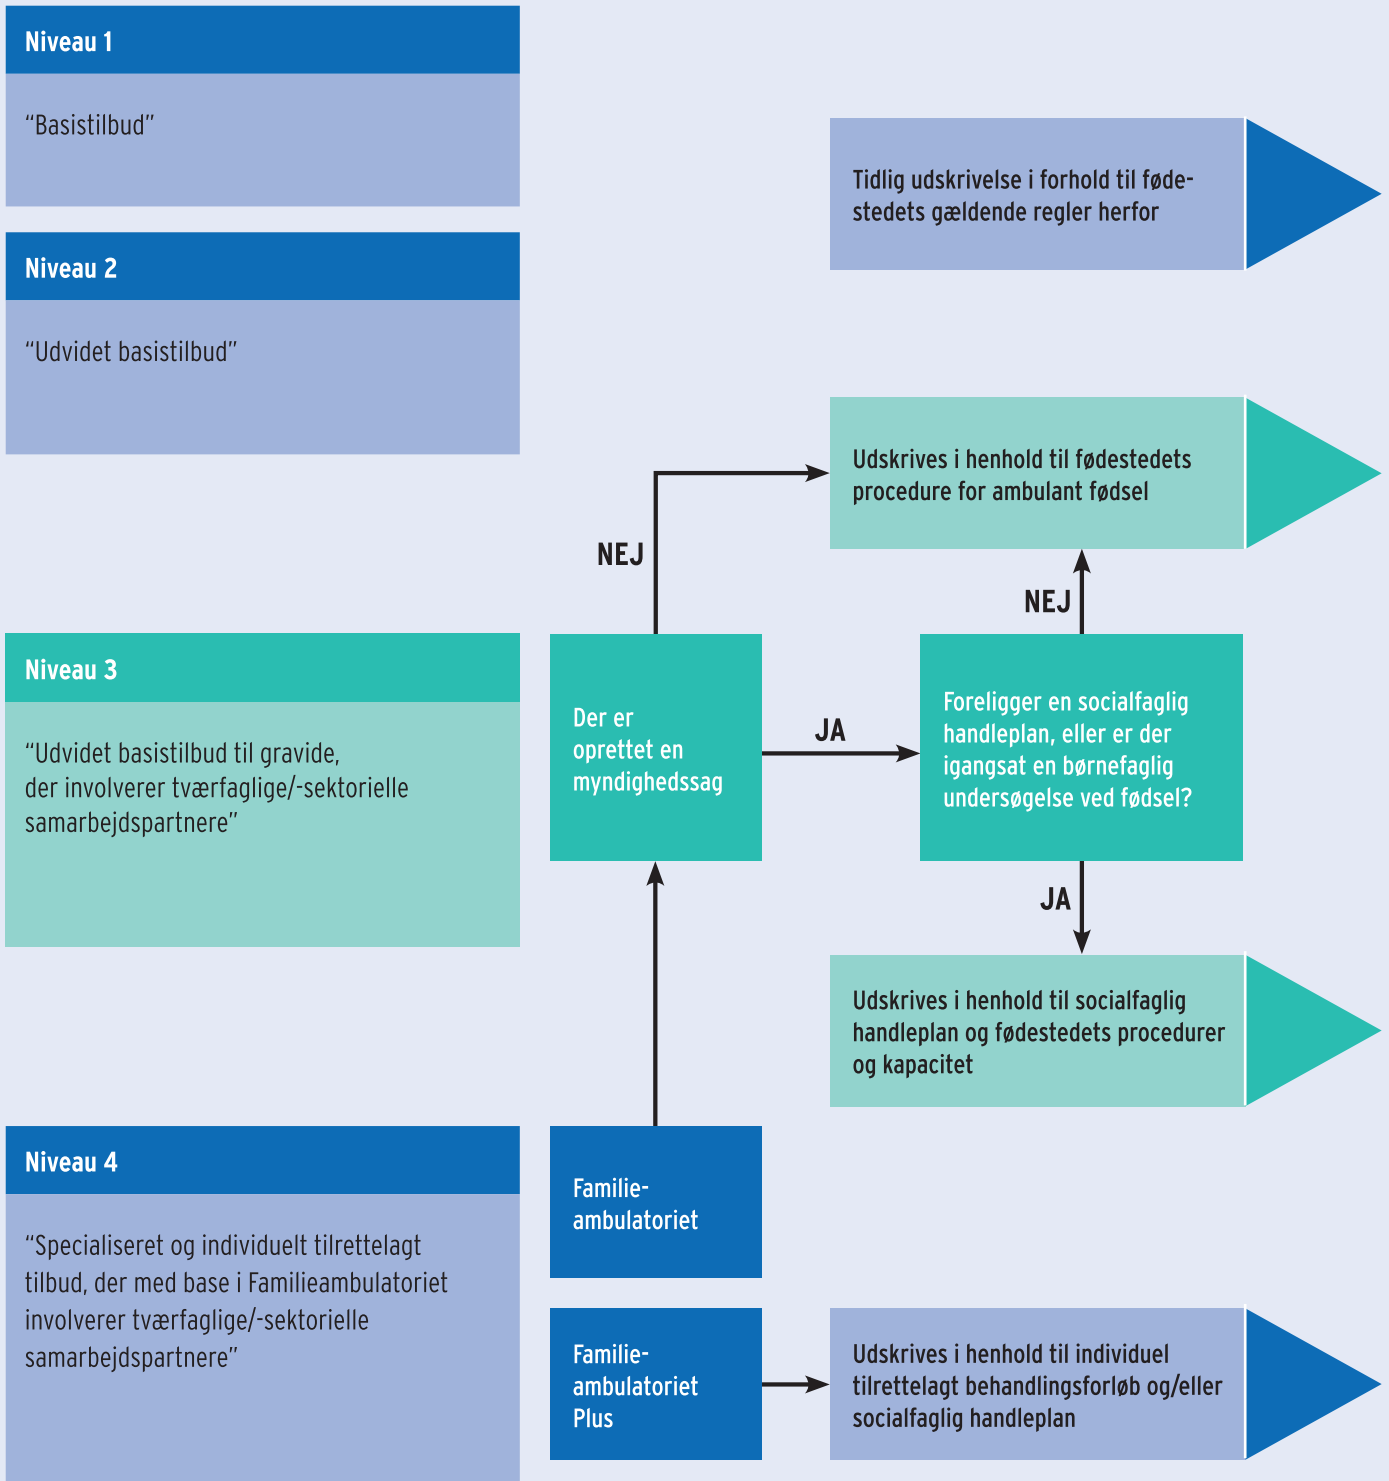 Niveau 1
“Basistilbud”
Tidlig udskrivelse i forhold til føde-
stedets gældende regler herfor
Niveau 2
“Udvidet basistilbud”
Udskrives i henhold til fødestedets
procedure for ambulant fødsel
NEJ
NEJ
Niveau 3
“Udvidet basistilbud til gravide,
der involverer tværfaglige/-sektorielle
samarbejdspartnere”
Der er
oprettet en
myndighedssag
JA
Foreligger en socialfaglig
handleplan, eller er der
igangsat en børnefaglig
undersøgelse ved fødsel?
JA
Udskrives i henhold til socialfaglig
handleplan og fødestedets procedurer
og kapacitet
Niveau 4
“Specialiseret og individuelt tilrettelagt
tilbud, der med base i Familieambulatoriet
involverer tværfaglige/-sektorielle
samarbejdspartnere”
Familie-
ambulatoriet
Familie-
ambulatoriet
Plus
Udskrives i henhold til individuel
tilrettelagt behandlingsforløb og/eller
socialfaglig handleplan